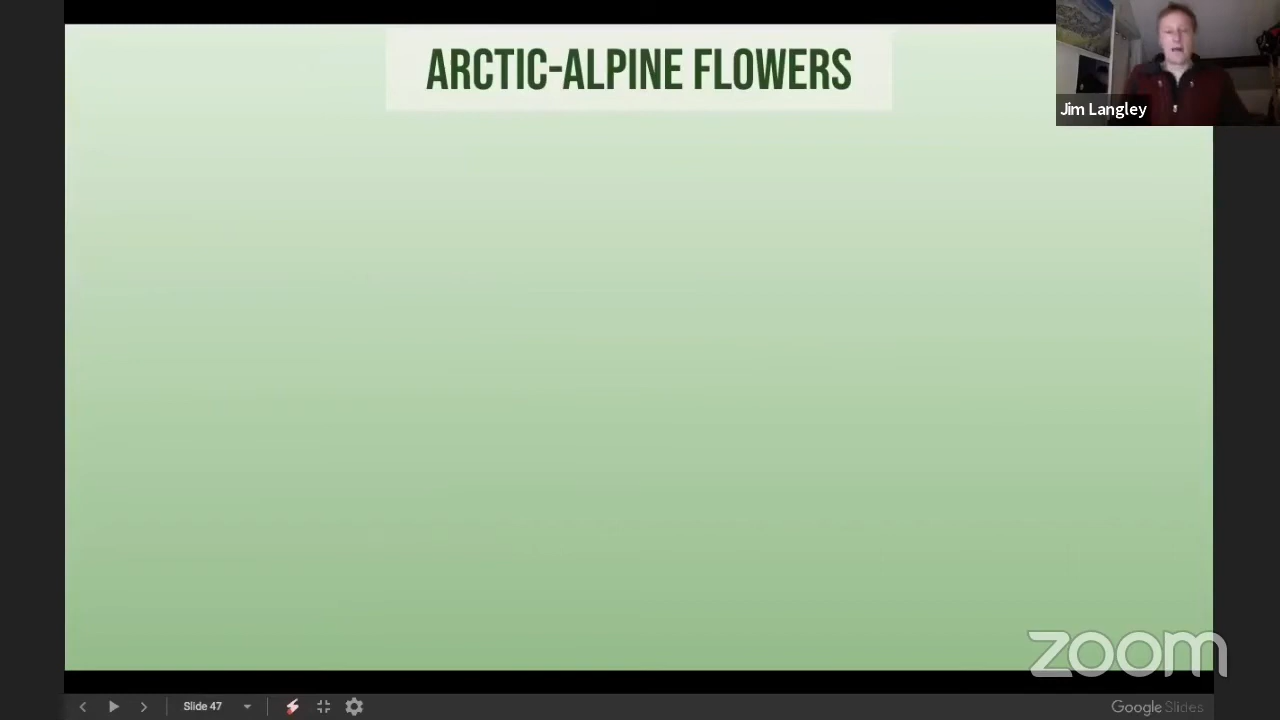 ARCTIC-ALPINE FLOWERS
Jim Langley
zoom
Slide 47
Google Slides